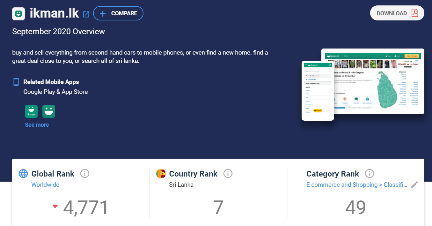 ikman.lk
COMPARE
DOWNLOAD
September 2020 Overview
buy and sell everything from second-hand cars to mobile phones, or even find a new home. find a
great deal close to you, or search all of sri lanka.
Related Mobile Apps
Google Play & App Store
See more
Global Rank
Worldwide
4,771
Country Rank
Sri Lanka
7
Category Rank
E commerce and Shopping > Classifi...
49